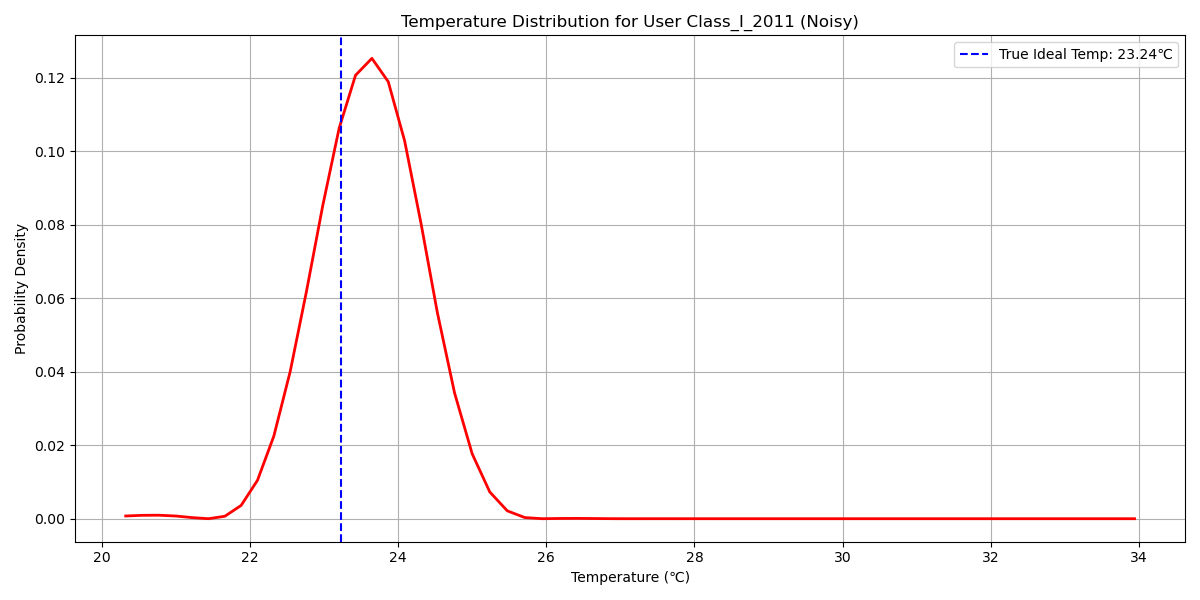 Temperature Distribution for User Class_I_2011 (Noisy)
True Ideal Temp: 23.24℃
Probability Density
0.12
0.10
0.08
0.06
0.04
0.02
0.00
20 22 24 26 28 30 32 34
Temperature (℃)